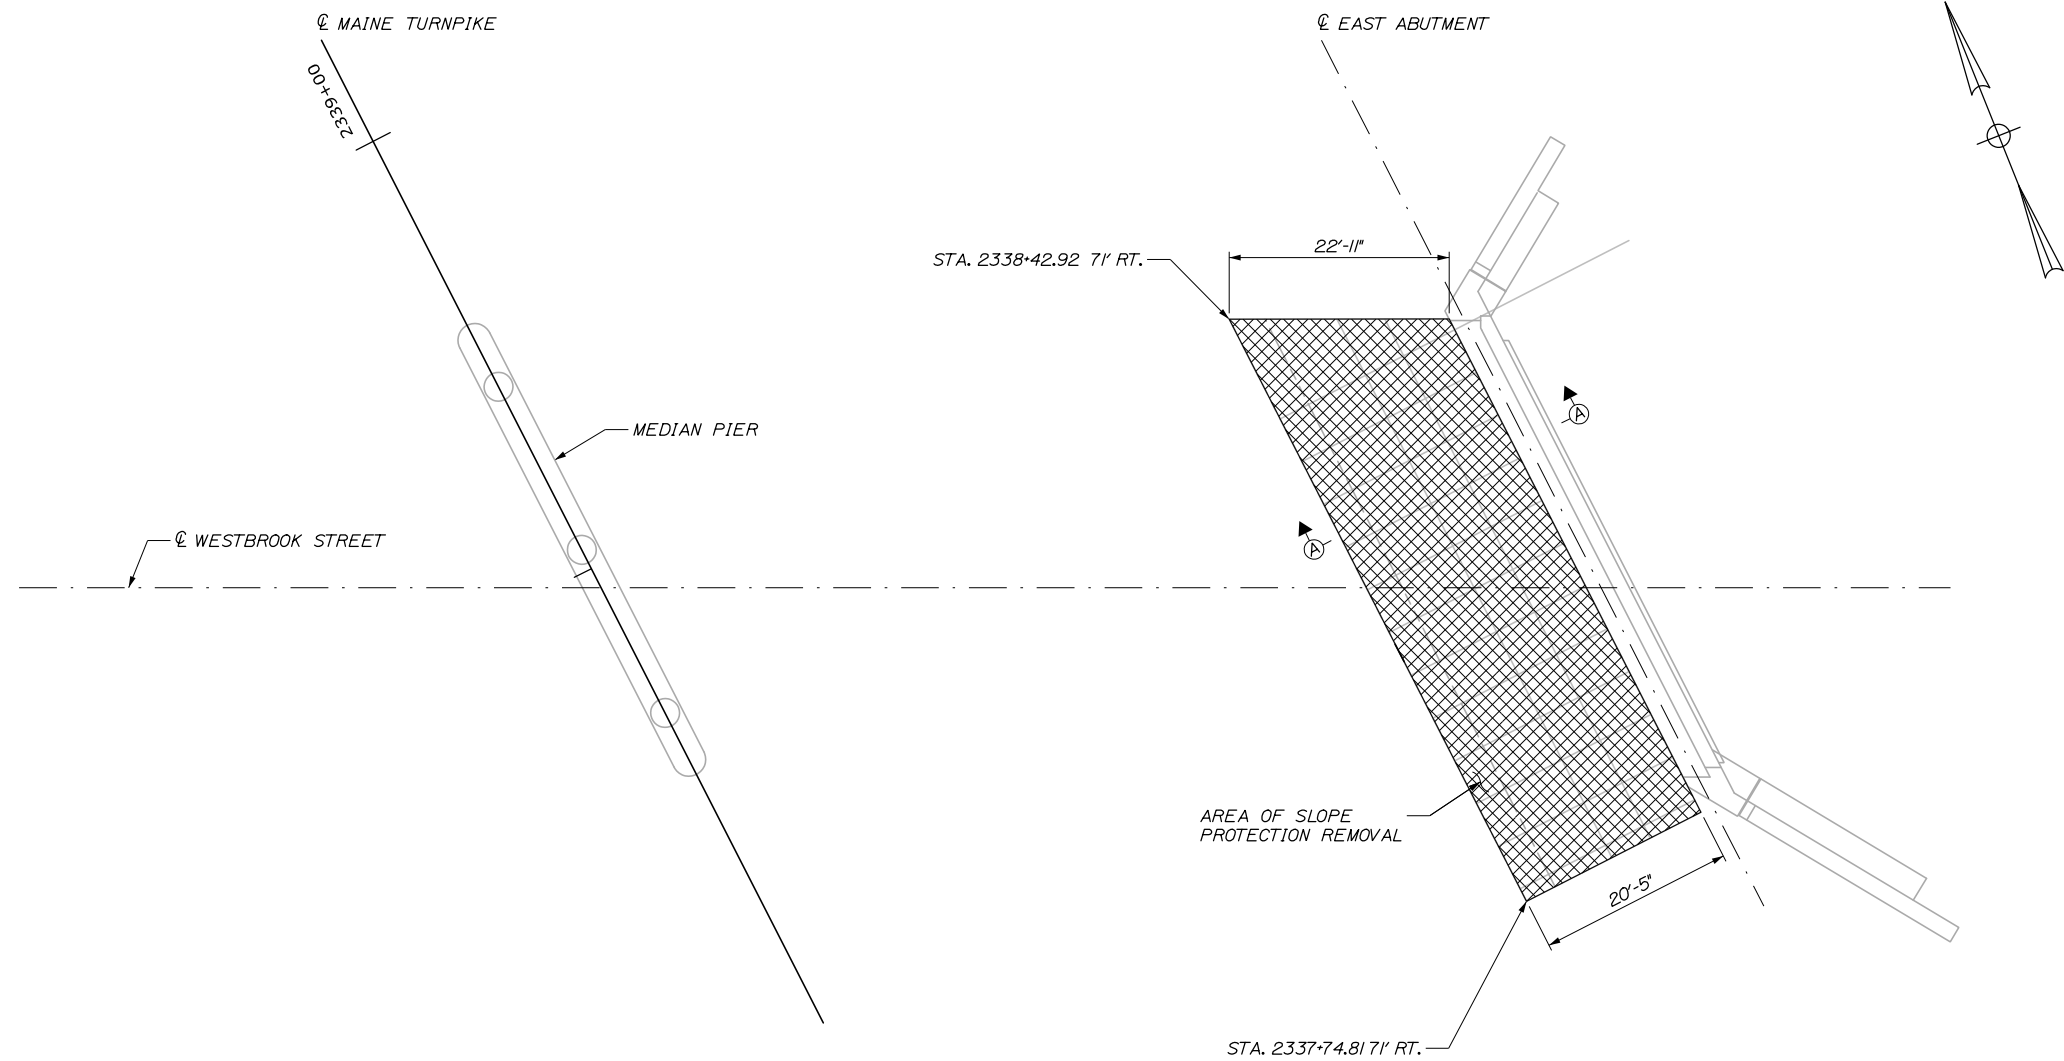 ℄ MAINE TURNPIKE
℄ EAST ABUTMENT
2339+00
22'-11"
STA. 2338+42.92 71' RT.
A
MEDIAN PIER
℄ WESTBROOK STREET
A
AREA OF SLOPE
PROTECTION REMOVAL
20'-5"
STA. 2337+74.81 71' RT.